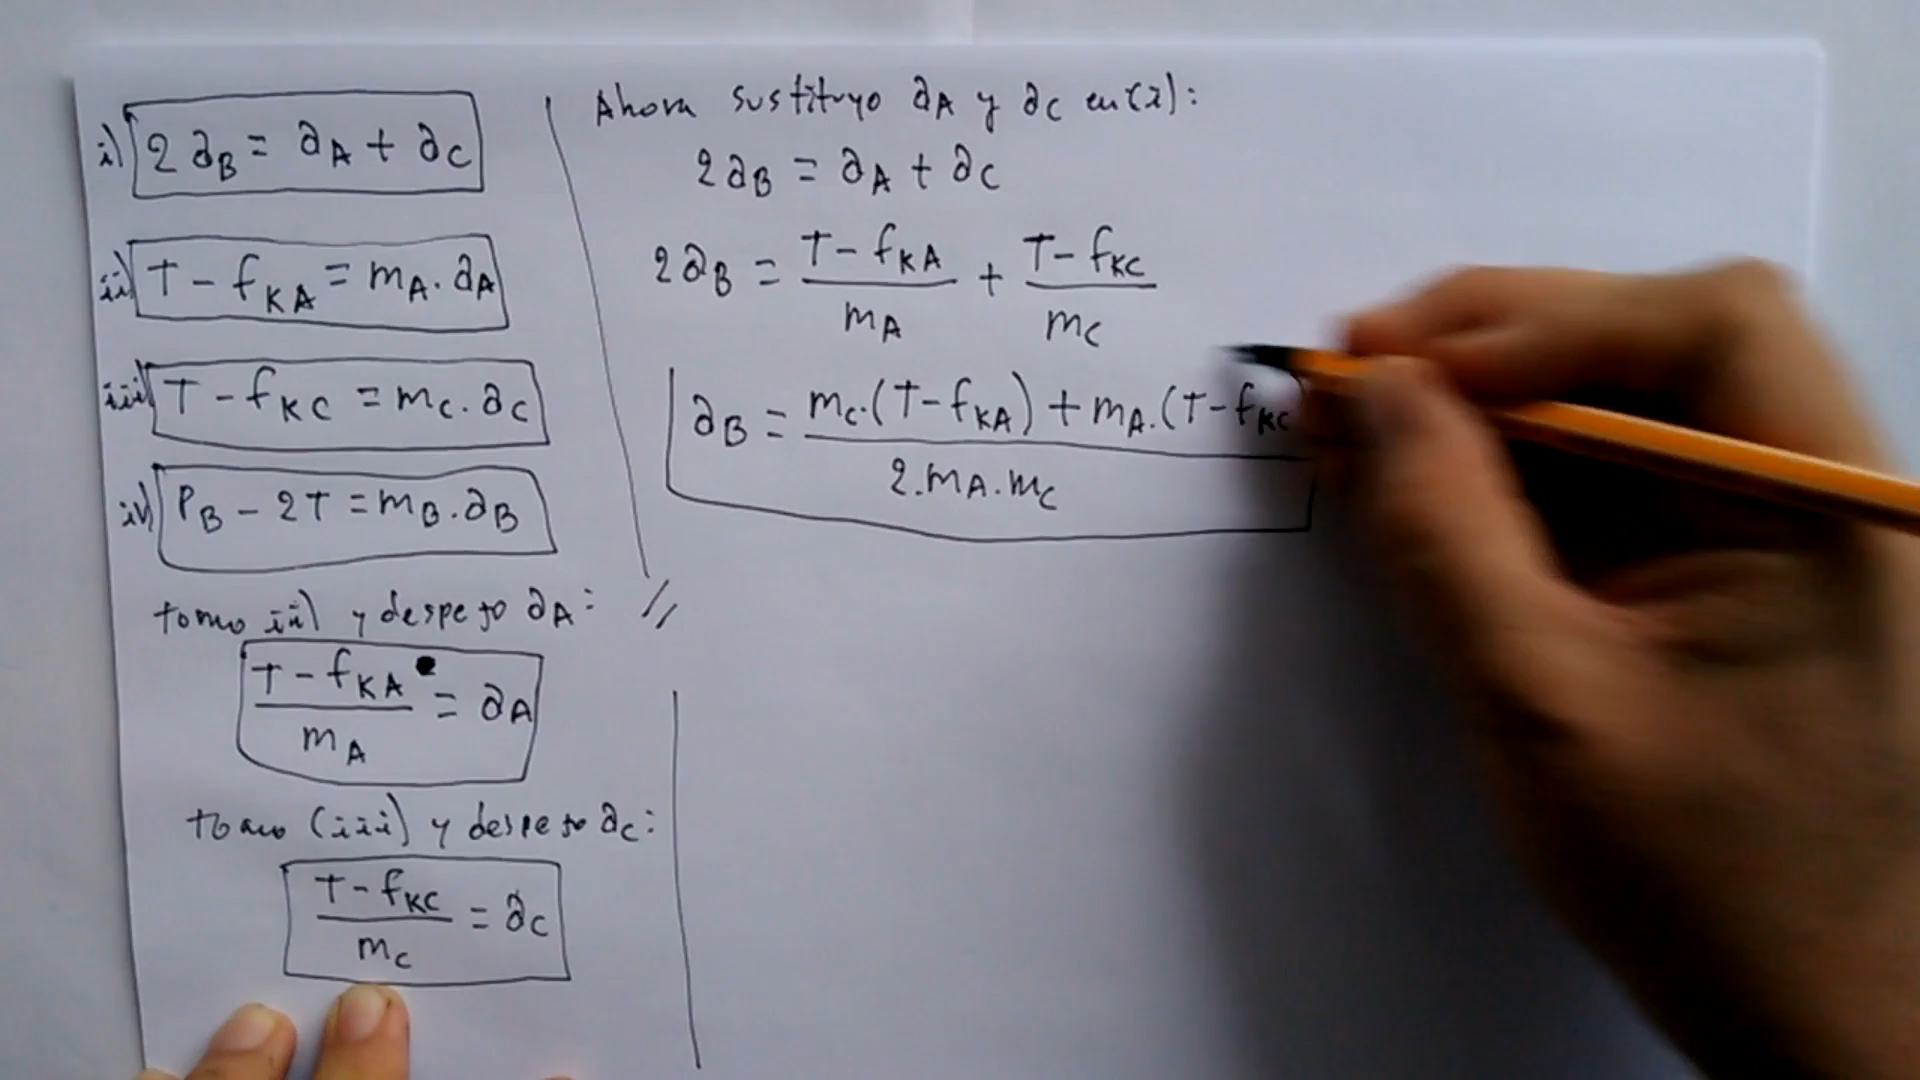 i) 2 aB = aA + aC
ii) T - fKA = mA. aA
iii) T - fKC = mC. aC
iv) PB - 2T = mB. aB
tomo ii) y despejo aA:
T - fKA
mA
= aA
tomo (iii) y despejo aC:
T - fKC
mC
= aC
Ahora sustituyo aA y aC en (i):
2aB = aA + aC
2aB = T - fKA / mA + T - fKC / mC
aB = mC.(T - fKA) + mA.(T - fKC
2.mA.mC